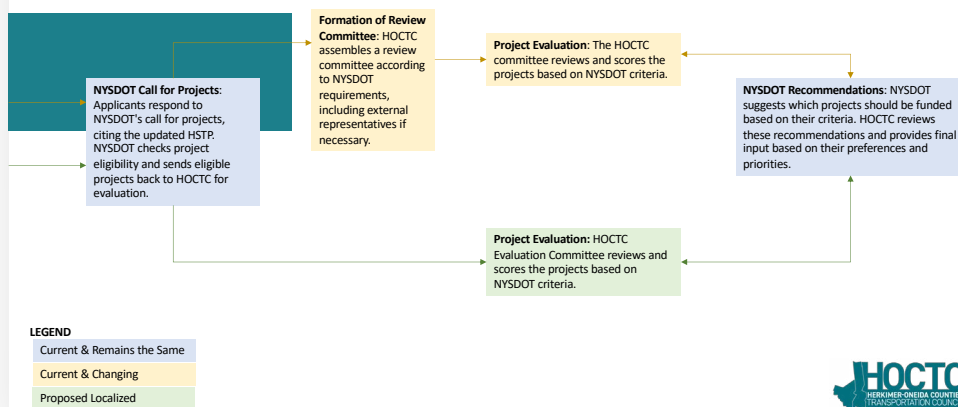 Formation of Review
Committee: HOCTC
assembles a review
committee according
to NYSDOT
requirements,
including external
representatives if
necessary.
Project Evaluation: The HOCTC
committee reviews and scores the
projects based on NYSDOT criteria.
NYSDOT Call for Projects:
Applicants respond to
NYSDOT's call for projects,
citing the updated HSTP.
NYSDOT checks project
eligibility and sends eligible
projects back to HOCTC for
evaluation.
NYSDOT Recommendations: NYSDOT
suggests which projects should be funded
based on their criteria. HOCTC reviews
these recommendations and provides final
input based on their preferences and
priorities.
Project Evaluation: HOCTC
Evaluation Committee reviews and
scores the projects based on
NYSDOT criteria.
LEGEND
Current & Remains the Same
Current & Changing
Proposed Localized
HOCTC
HERKIMER-ONEIDA COUNTIE
TRANSPORTATION COUNC